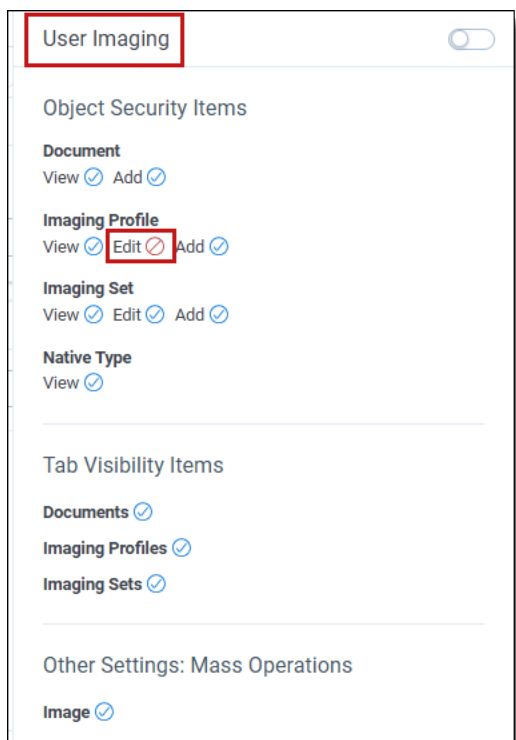 User Imaging
Object Security Items
Document
View Add
Imaging Profile
View Edit Add
Imaging Set
View Edit Add
Native Type
View
Tab Visibility Items
Documents
Imaging Profiles
Imaging Sets
Other Settings: Mass Operations
Image